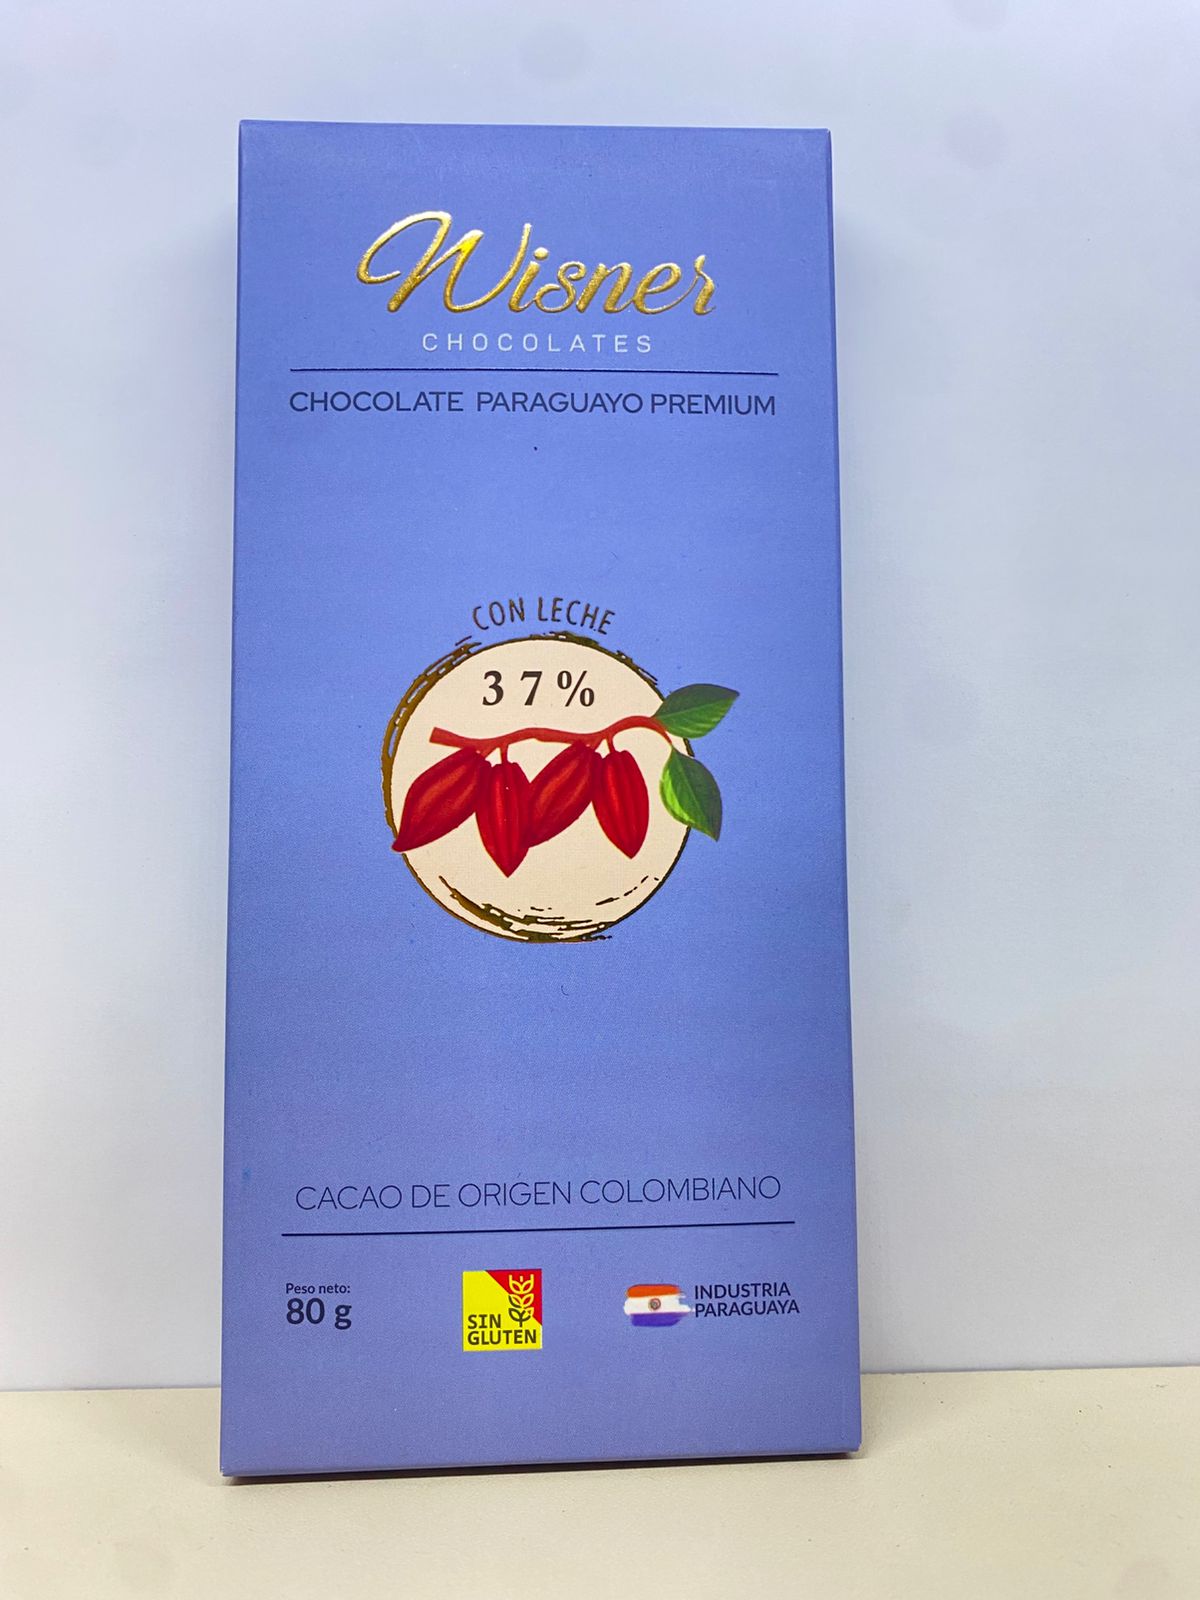 Wisner
CHOCOLATES
CHOCOLATE PARAGUAYO PREMIUM
CON LECHE
37%
CACAO DE ORIGEN COLOMBIANO
Peso neto:
80 g
SIN
GLUTEN
INDUSTRIA
PARAGUAYA